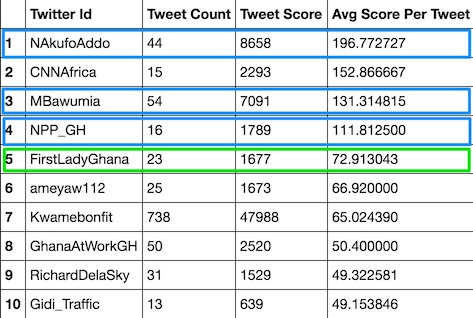 Twitter Id Tweet Count Tweet Score Avg Score Per Tweet
1 NAkufoAddo 44 8658 196.772727
2 CNNAfrica 15 2293 152.866667
3 MBawumia 54 7091 131.314815
4 NPP_GH 16 1789 111.812500
5 FirstLadyGhana 23 1677 72.913043
6 ameyaw112 25 1673 66.920000
7 Kwamebonfit 738 47988 65.024390
8 GhanaAtWorkGH 50 2520 50.400000
9 RichardDelaSky 31 1529 49.322581
10 Gidi_Traffic 13 639 49.153846